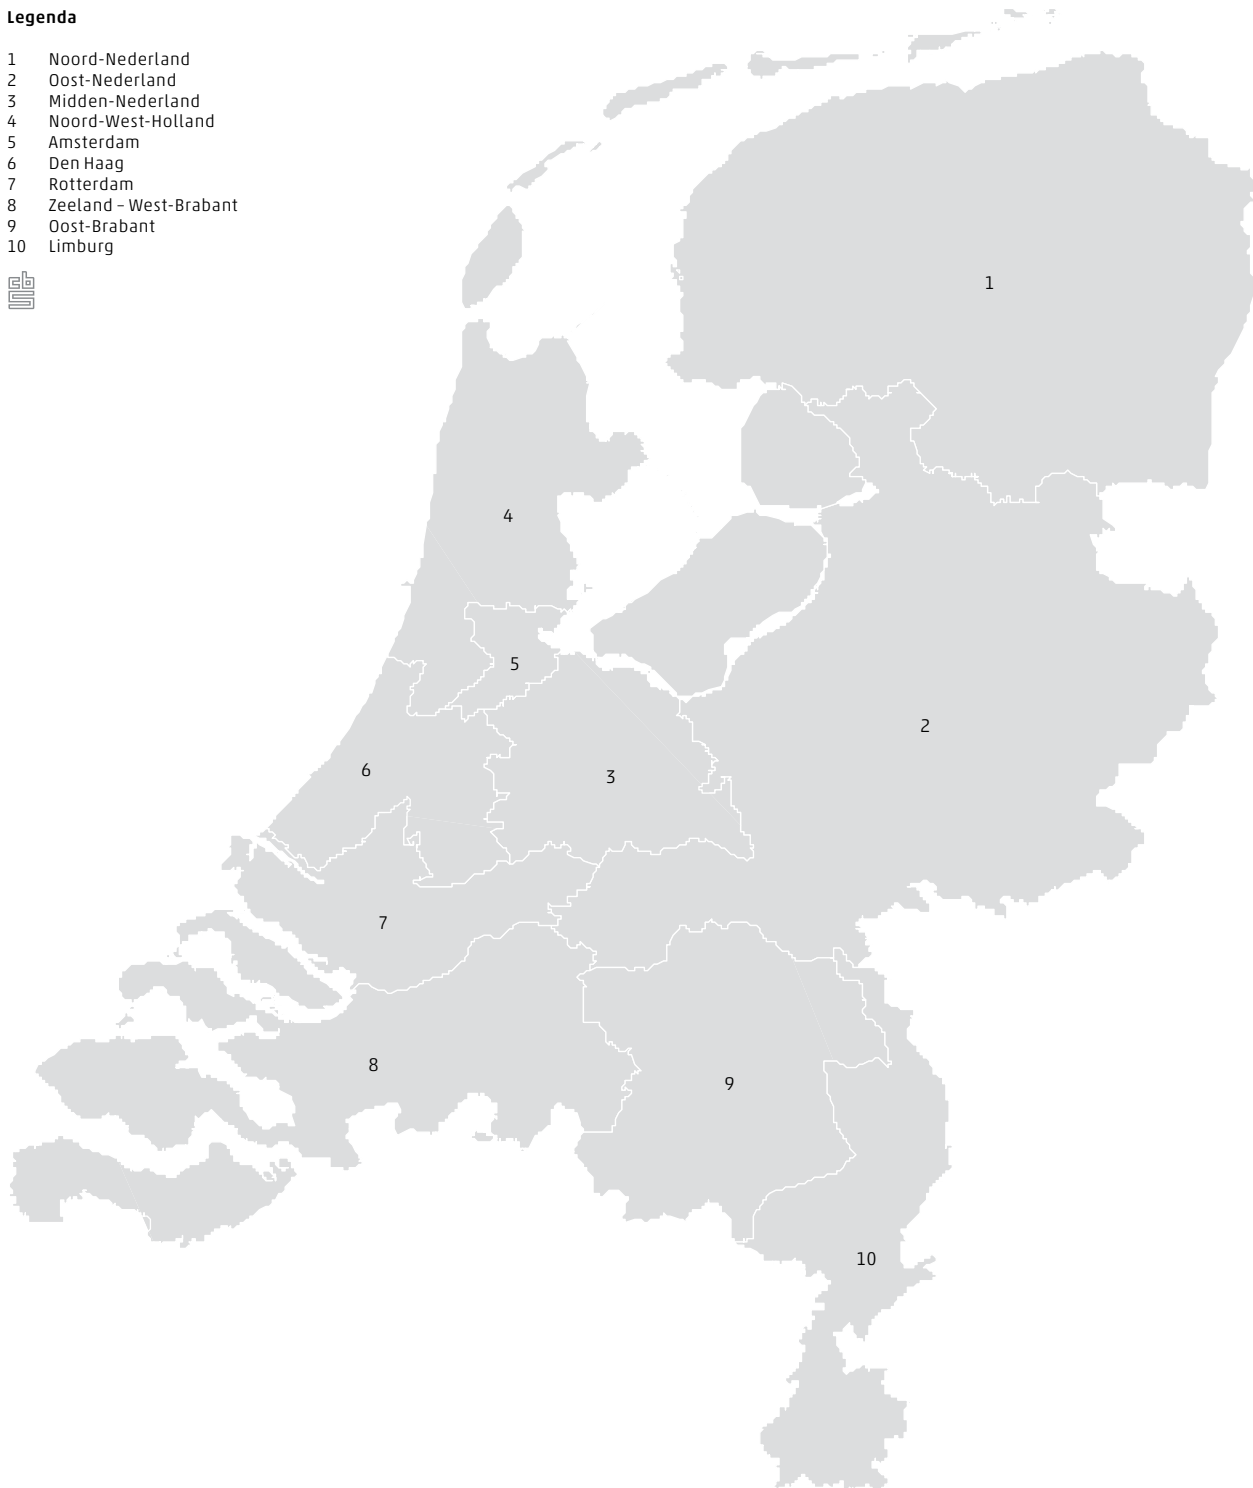 Legenda
1 Noord-Nederland
2 Oost-Nederland
3 Midden-Nederland
4 Noord-West-Holland
5 Amsterdam
6 Den Haag
7 Rotterdam
8 Zeeland – West-Brabant
9 Oost-Brabant
10 Limburg
cbs
1
4
5
2
6
3
7
8
9
10